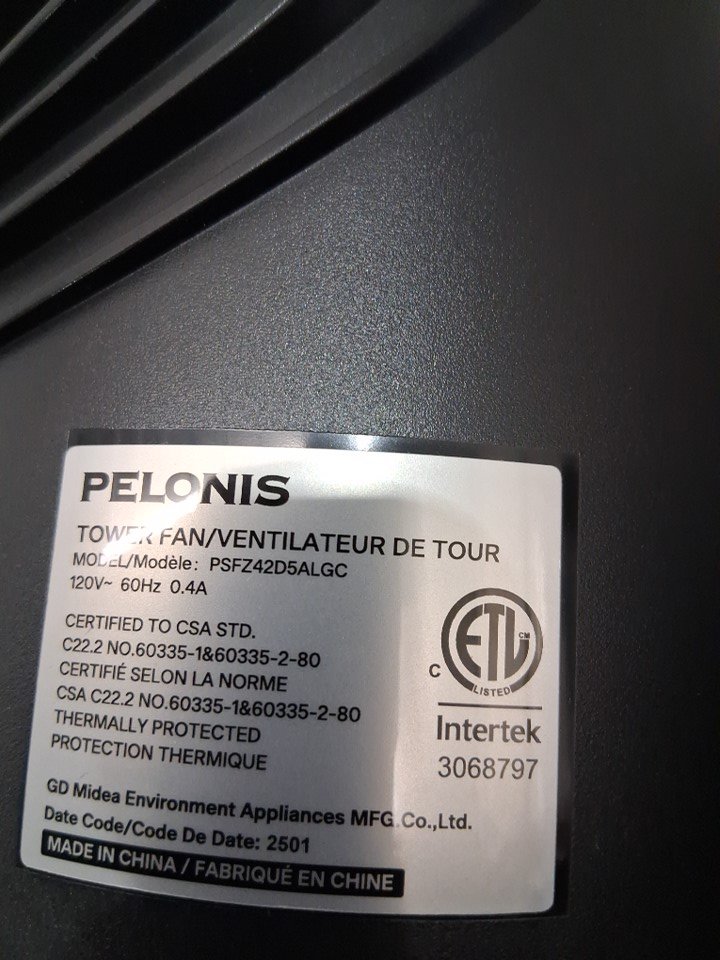 PELONIS
TOWER FAN/VENTILATEUR DE TOUR
MODEL/Modèle: PSFZ42D5ALGC
120V~ 60Hz 0.4A
CERTIFIED TO CSA STD.
C22.2 NO.60335-1&60335-2-80
CERTIFIÉ SELON LA NORME
CSA C22.2 NO.60335-1&60335-2-80
THERMALLY PROTECTED
PROTECTION THERMIQUE
C ETL CM
LISTED
Intertek
3068797
GD Midea Environment Appliances MFG.Co.,Ltd.
Date Code/Code De Date: 2501
MADE IN CHINA / FABRIQUÉ EN CHINE